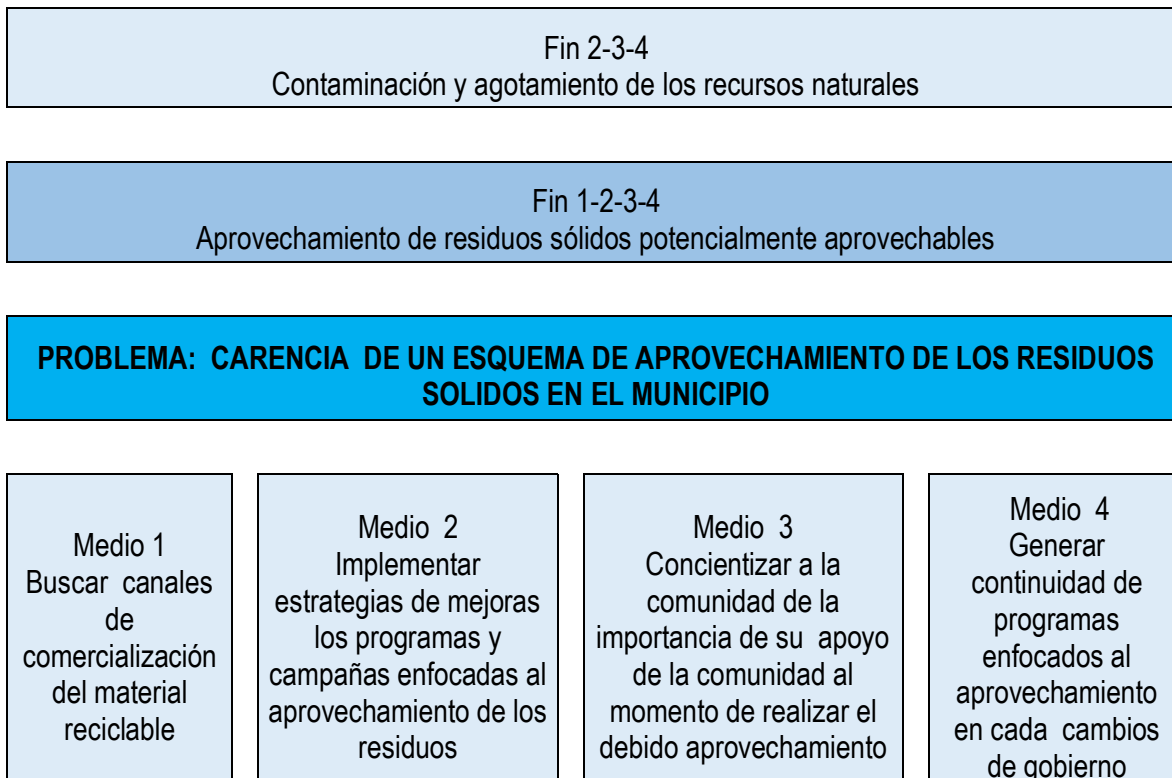 Fin 2-3-4
Contaminación y agotamiento de los recursos naturales
Fin 1-2-3-4
Aprovechamiento de residuos sólidos potencialmente aprovechables
PROBLEMA: CARENCIA DE UN ESQUEMA DE APROVECHAMIENTO DE LOS RESIDUOS
SOLIDOS EN EL MUNICIPIO
Medio 1
Buscar canales
de
comercialización
del material
reciclable
Medio 2
Implementar
estrategias de mejoras
los programas y
campañas enfocadas al
aprovechamiento de los
residuos
Medio 3
Concientizar a la
comunidad de la
importancia de su apoyo
de la comunidad al
momento de realizar el
debido aprovechamiento
Medio 4
Generar
continuidad de
programas
enfocados al
aprovechamiento
en cada cambios
de gobierno